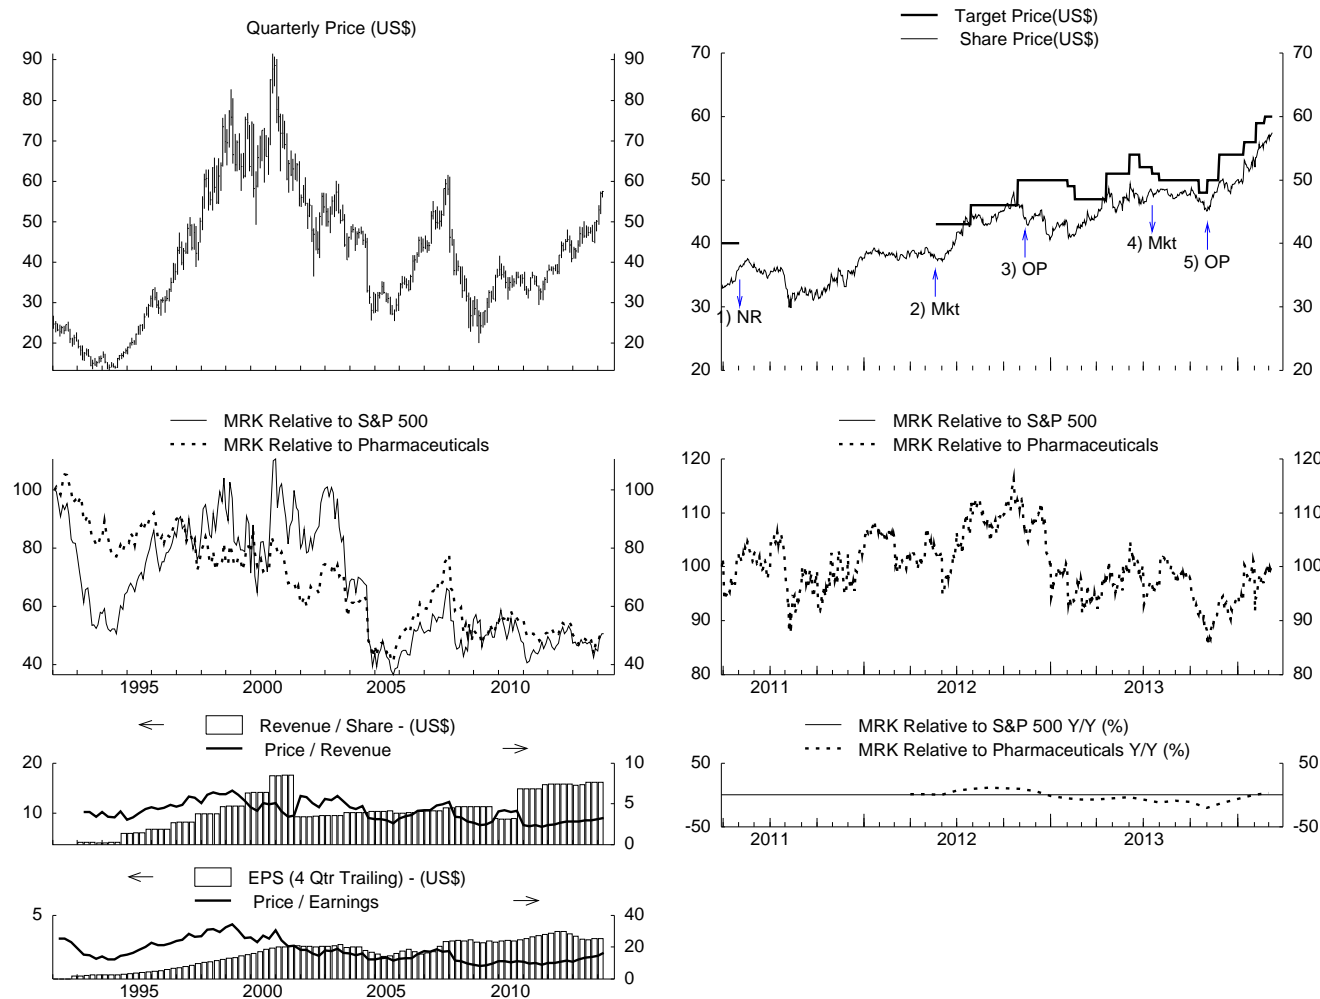 Quarterly Price (US$)
90
80
70
60
50
40
30
20
90
80
70
60
50
40
30
20
Target Price(US$)
Share Price(US$)
70
60
50
40
30
20
70
60
50
40
30
20
1) NR
2) Mkt
3) OP
4) Mkt
5) OP
MRK Relative to S&P 500
MRK Relative to Pharmaceuticals
100
80
60
40
100
80
60
40
1995 2000 2005 2010
MRK Relative to S&P 500
MRK Relative to Pharmaceuticals
120
110
100
90
80
120
110
100
90
80
2011 2012 2013
Revenue / Share - (US$)
Price / Revenue
20
10
10
5
0
MRK Relative to S&P 500 Y/Y (%)
MRK Relative to Pharmaceuticals Y/Y (%)
50
-50
50
-50
2011 2012 2013
EPS (4 Qtr Trailing) - (US$)
Price / Earnings
5
40
20
0
1995 2000 2005 2010